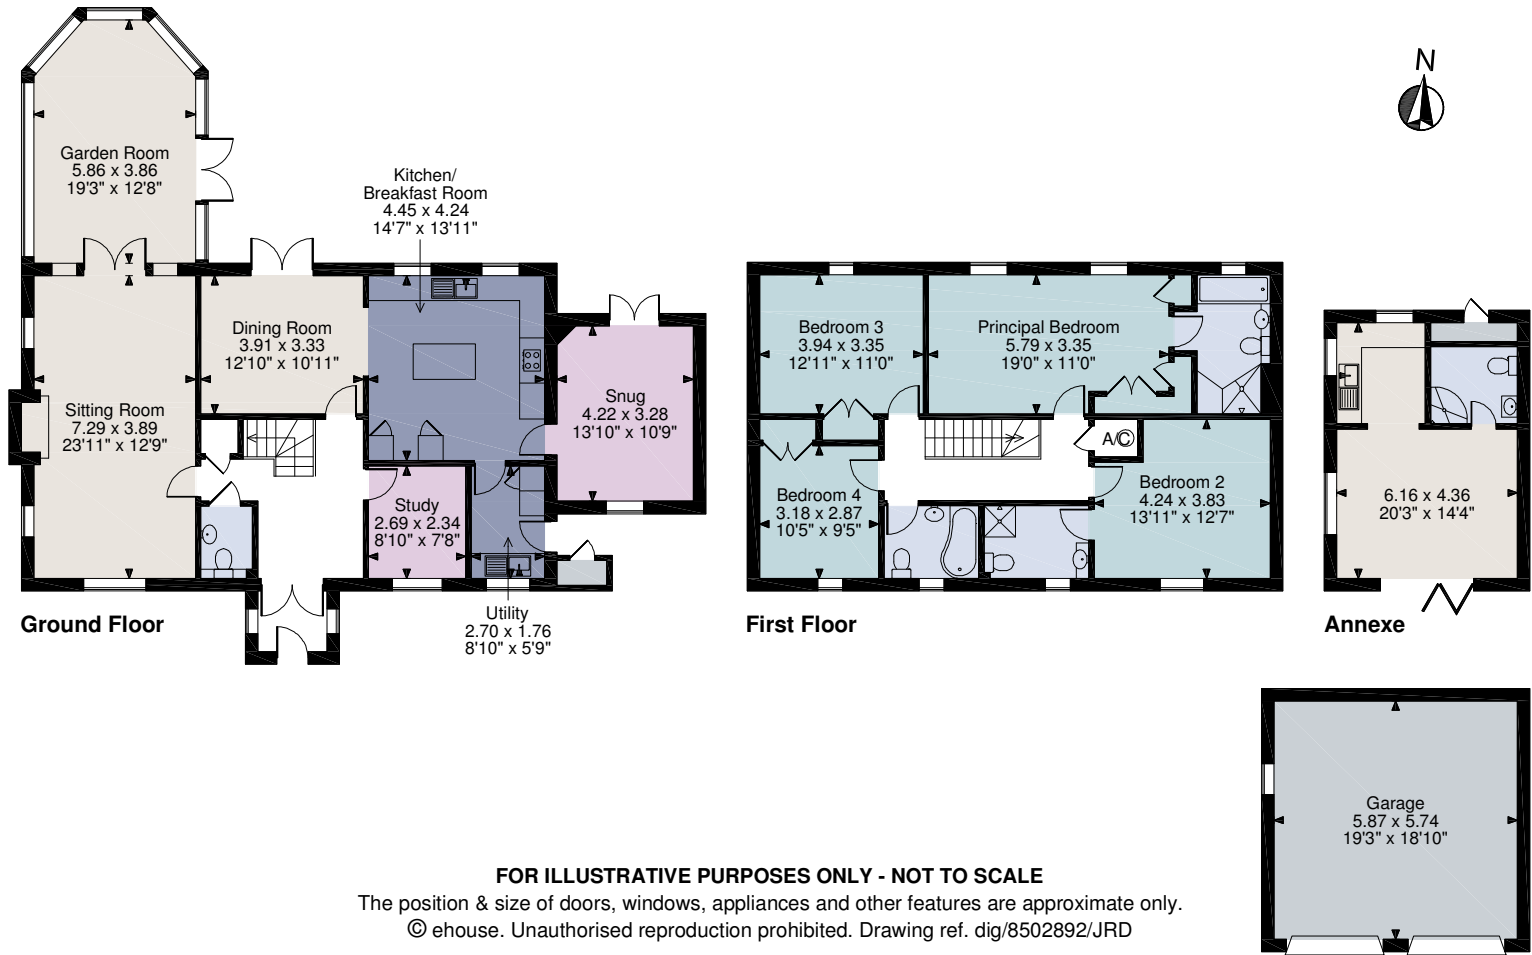 N
Garden Room
5.86 x 3.86
19'3" x 12'8"
Kitchen/
Breakfast Room
4.45 x 4.24
14'7" x 13'11"
Dining Room
3.91 x 3.33
12'10" x 10'11"
Sitting Room
7.29 x 3.89
23'11" x 12'9"
Snug
4.22 x 3.28
13'10" x 10'9"
Study
2.69 x 2.34
8'10" x 7'8"
Utility
2.70 x 1.76
8'10" x 5'9"
Ground Floor
Bedroom 3
3.94 x 3.35
12'11" x 11'0"
Principal Bedroom
5.79 x 3.35
19'0" x 11'0"
A/C
Bedroom 4
3.18 x 2.87
10'5" x 9'5"
Bedroom 2
4.24 x 3.83
13'11" x 12'7"
First Floor
6.16 x 4.36
20'3" x 14'4"
Annexe
Garage
5.87 x 5.74
19'3" x 18'10"
FOR ILLUSTRATIVE PURPOSES ONLY - NOT TO SCALE
The position & size of doors, windows, appliances and other features are approximate only.
© ehouse. Unauthorised reproduction prohibited. Drawing ref. dig/8502892/JRD